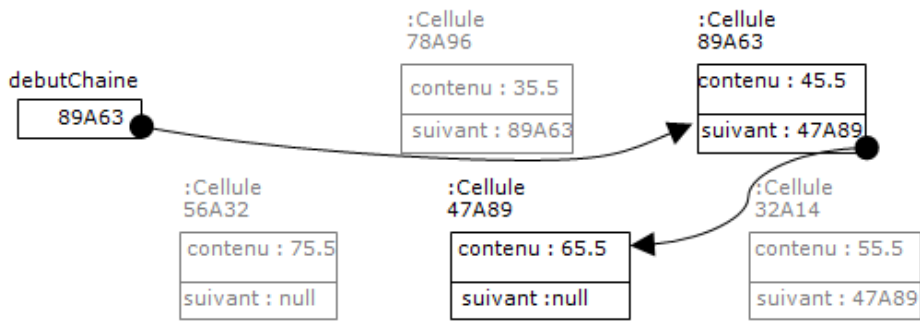 :Cellule
78A96
contenu : 35.5
suivant : 89A63
:Cellule
89A63
contenu : 45.5
suivant : 47A89
debutChaine
89A63
:Cellule
56A32
contenu : 75.5
suivant : null
:Cellule
47A89
contenu : 65.5
suivant :null
:Cellule
32A14
contenu : 55.5
suivant : 47A89